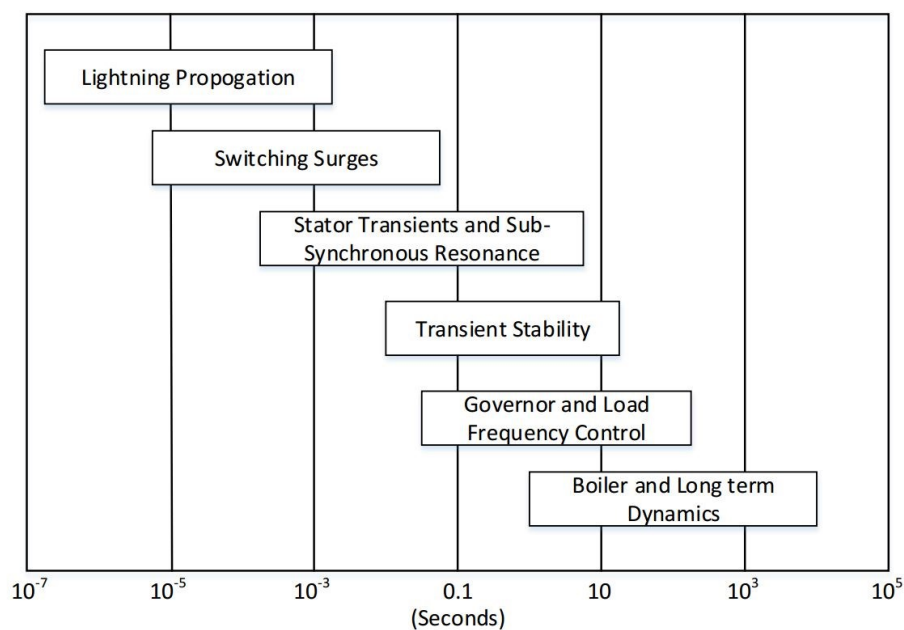 Lightning Propogation
Switching Surges
Stator Transients and Sub-
Synchronous Resonance
Transient Stability
Governor and Load
Frequency Control
Boiler and Long term
Dynamics
10⁻⁷ 10⁻⁵ 10⁻³ 0.1 10 10³ 10⁵
(Seconds)